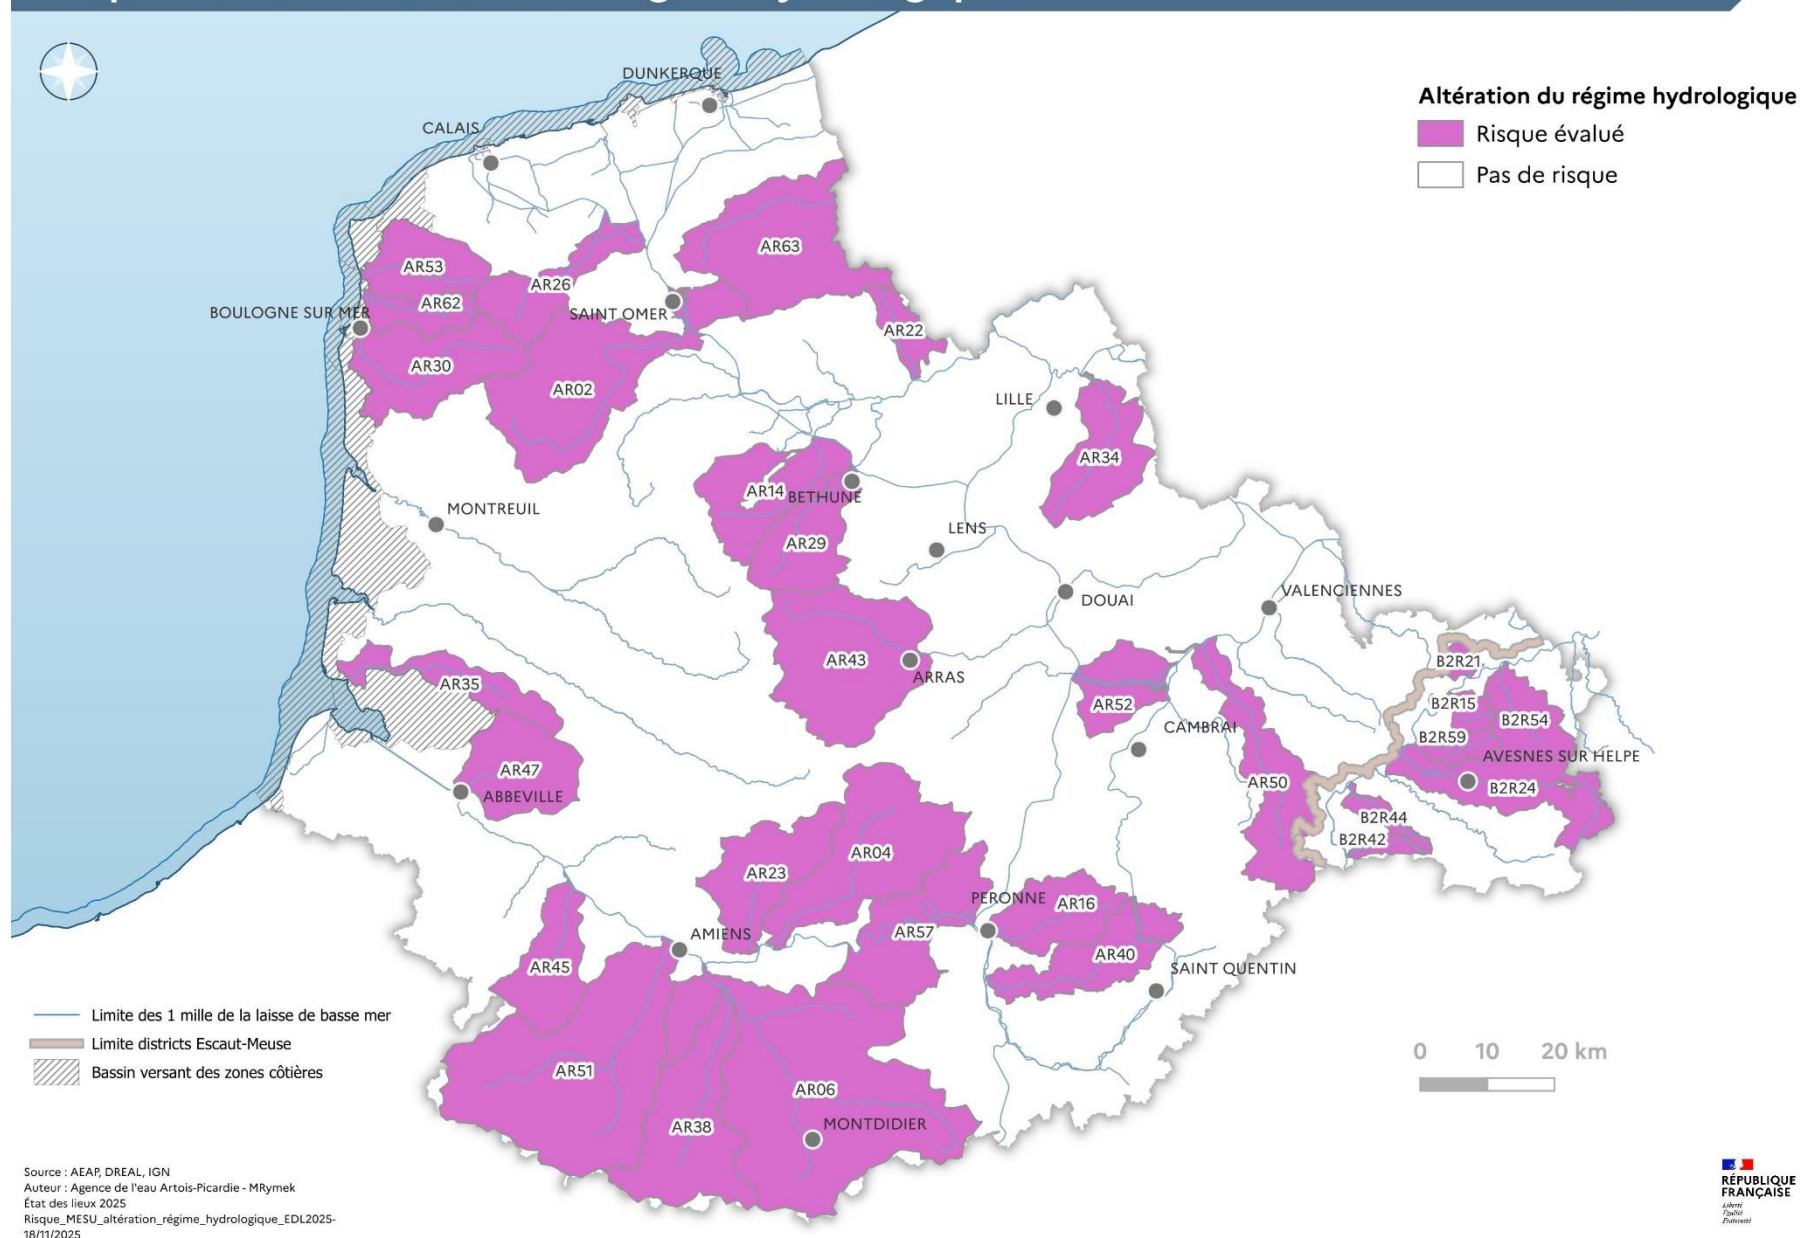 DUNKERQUE
CALAIS
Altération du régime hydrologique
Risque évalué
Pas de risque
AR63
AR53
AR26
AR62
BOULOGNE SUR MER
SAINT OMER
AR22
AR30
AR02
LILLE
AR34
AR14
BETHUNE
MONTREUIL
LENS
AR29
VALENCIENNES
DOUAI
AR43
ARRAS
B2R21
AR35
B2R15
AR52
B2R54
CAMBRAI
B2R59
AVESNES SUR HELPE
AR47
ABBEVILLE
AR50
B2R24
B2R44
B2R42
AR04
AR23
PERONNE
AR16
AR57
AMIENS
AR40
AR45
SAINT QUENTIN
Limite des 1 mille de la laisse de basse mer
Limite districts Escaut-Meuse
Bassin versant des zones côtières
0 10 20 km
AR51
AR06
AR38
MONTDIDIER
Source : AEAP, DREAL, IGN
Auteur : Agence de l'eau Artois-Picardie - MRymek
État des lieux 2025
Risque_MESU_altération_régime_hydrologique_EDL2025-
18/11/2025
RÉPUBLIQUE
FRANÇAISE
Liberté
Égalité
Fraternité